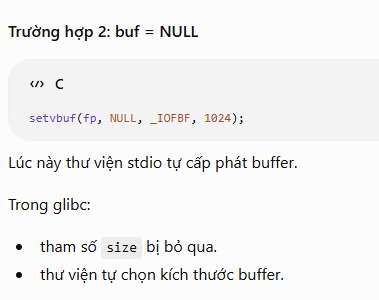 Trường hợp 2: buf = NULL
C
setvbuf(fp, NULL, _IOFBF, 1024);
Lúc này thư viện stdio tự cấp phát buffer.
Trong glibc:
tham số size bị bỏ qua.
thư viện tự chọn kích thước buffer.